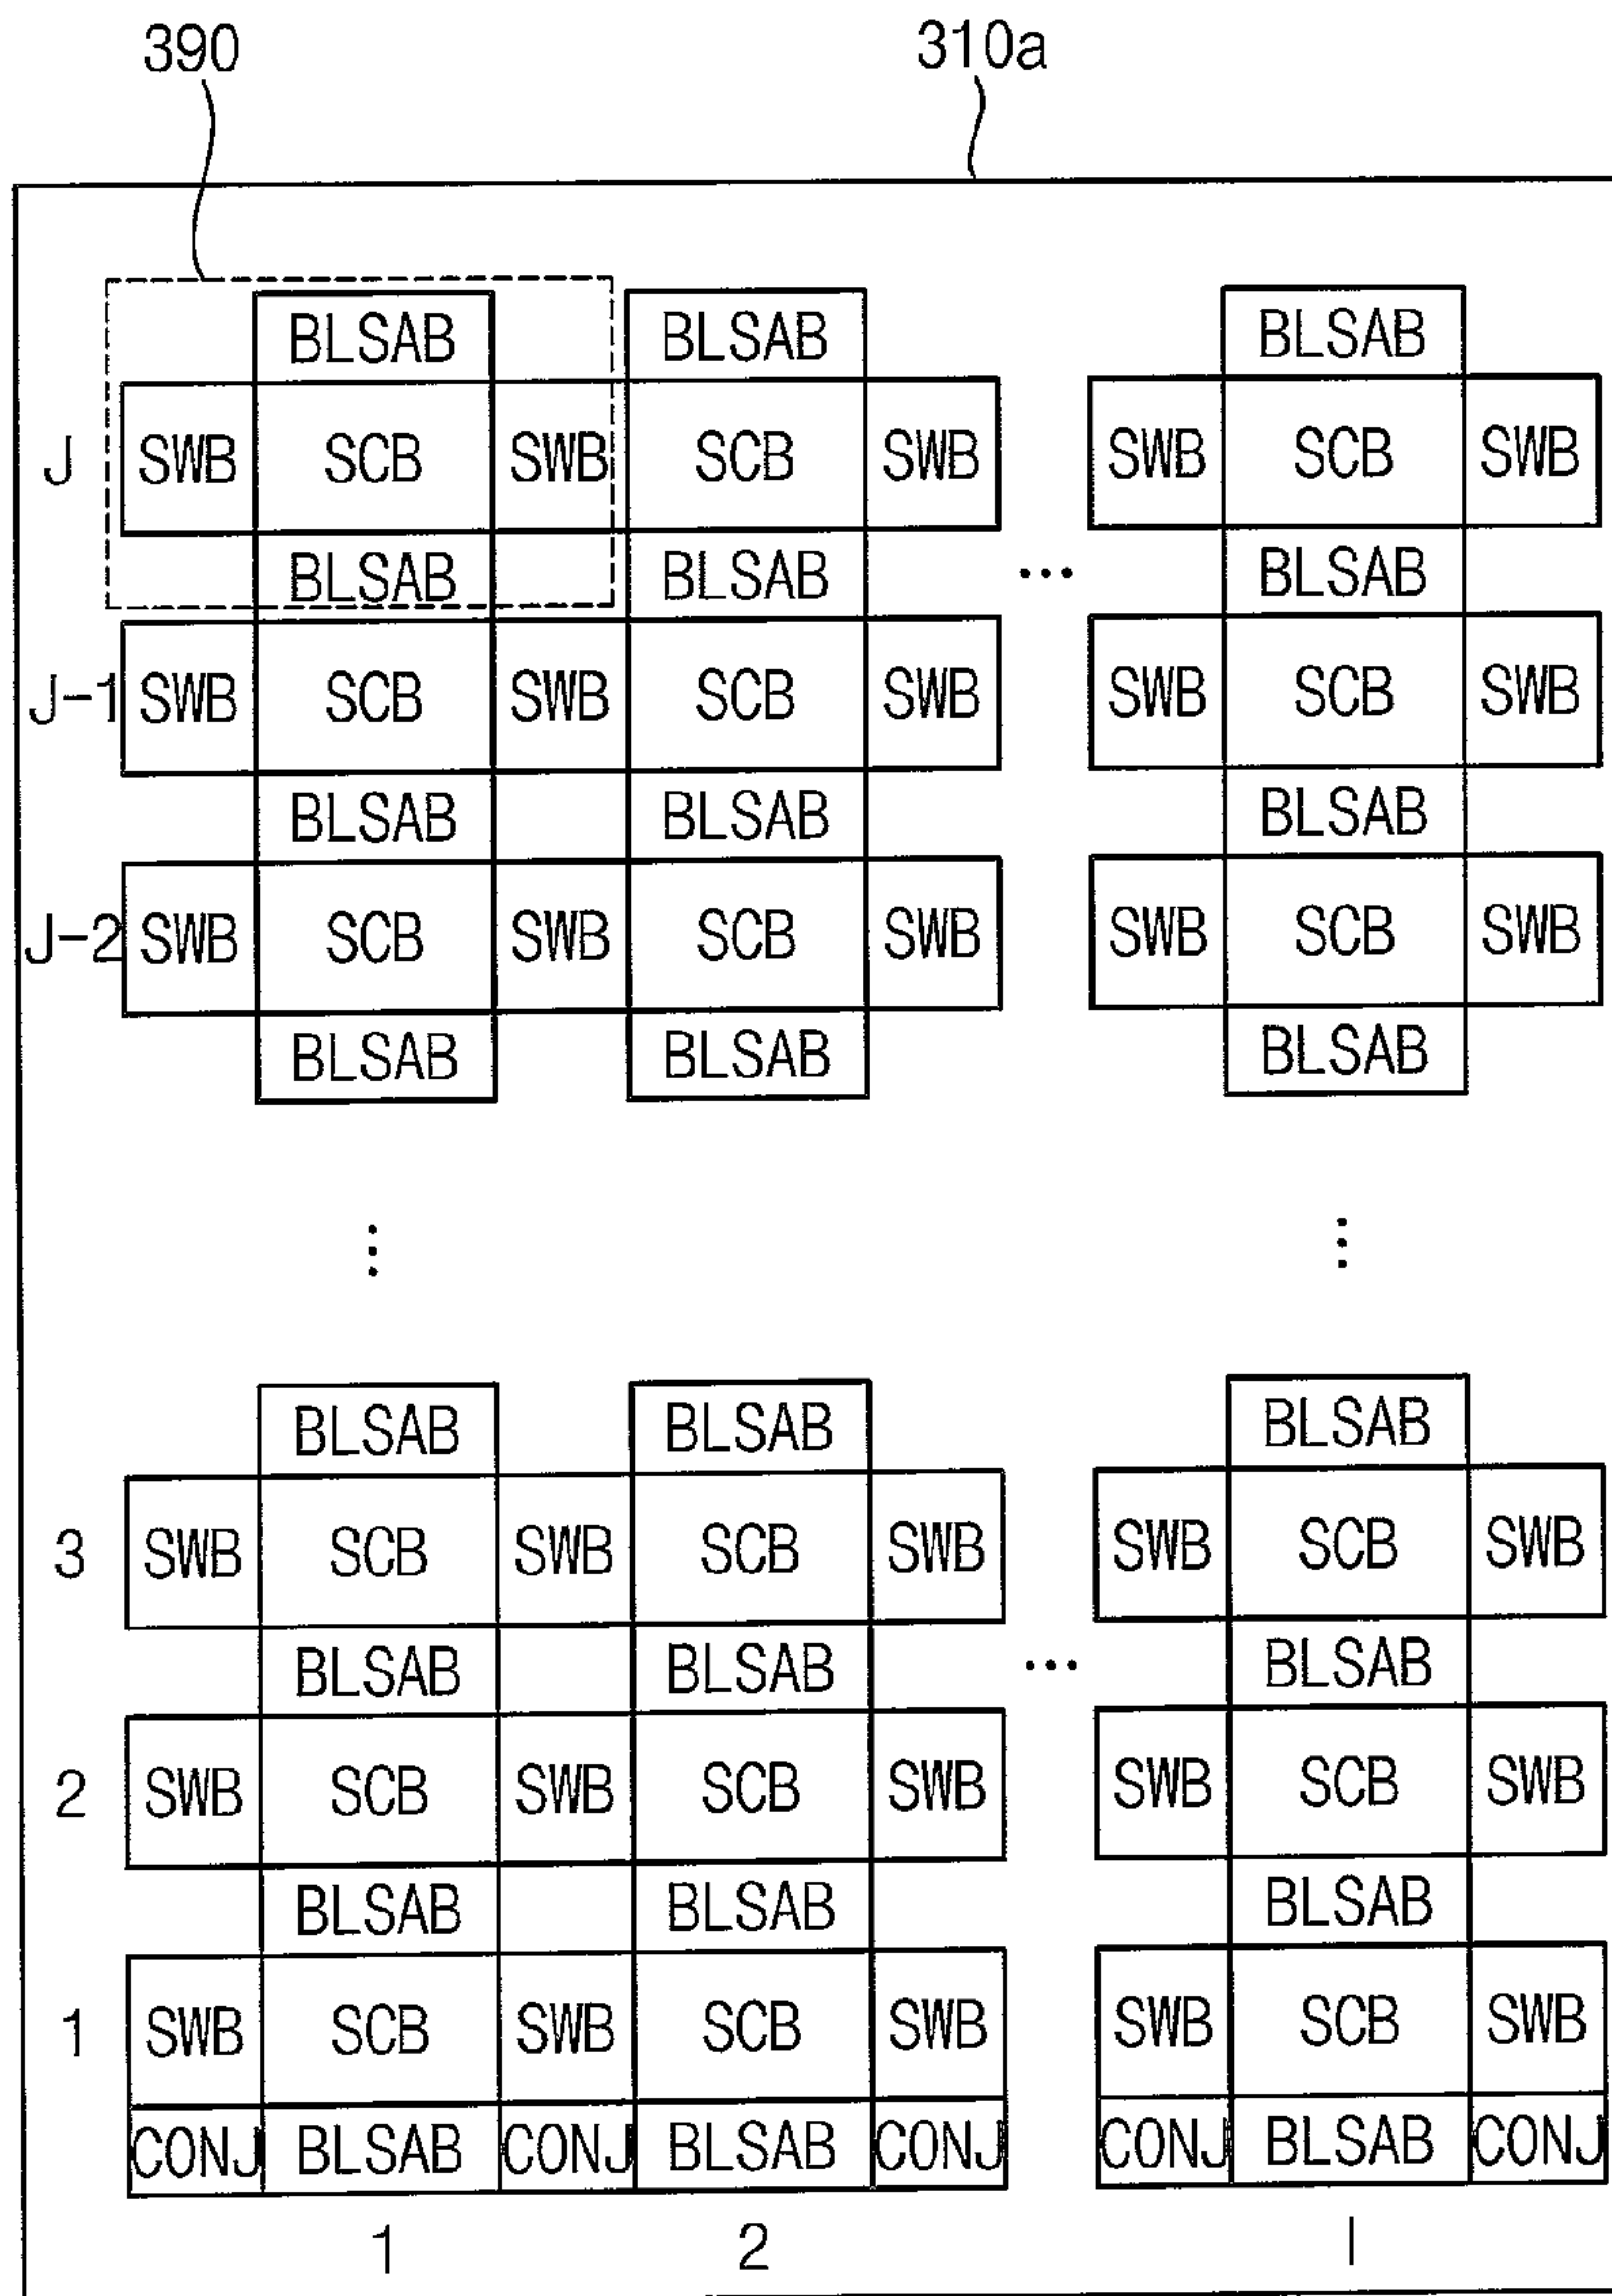 390 310a
BLSAB BLSAB BLSAB
J SWB SCB SWB SCB SWB SWB SCB SWB
BLSAB BLSAB ... BLSAB
J-1 SWB SCB SWB SCB SWB SWB SCB SWB
BLSAB BLSAB BLSAB
J-2 SWB SCB SWB SCB SWB SWB SCB SWB
BLSAB BLSAB BLSAB
⋮ ⋮
BLSAB BLSAB BLSAB
3 SWB SCB SWB SCB SWB SWB SCB SWB
BLSAB BLSAB ... BLSAB
2 SWB SCB SWB SCB SWB SWB SCB SWB
BLSAB BLSAB BLSAB
1 SWB SCB SWB SCB SWB SWB SCB SWB
CONJ BLSAB CONJ BLSAB CONJ CONJ BLSAB CONJ
1 2 I